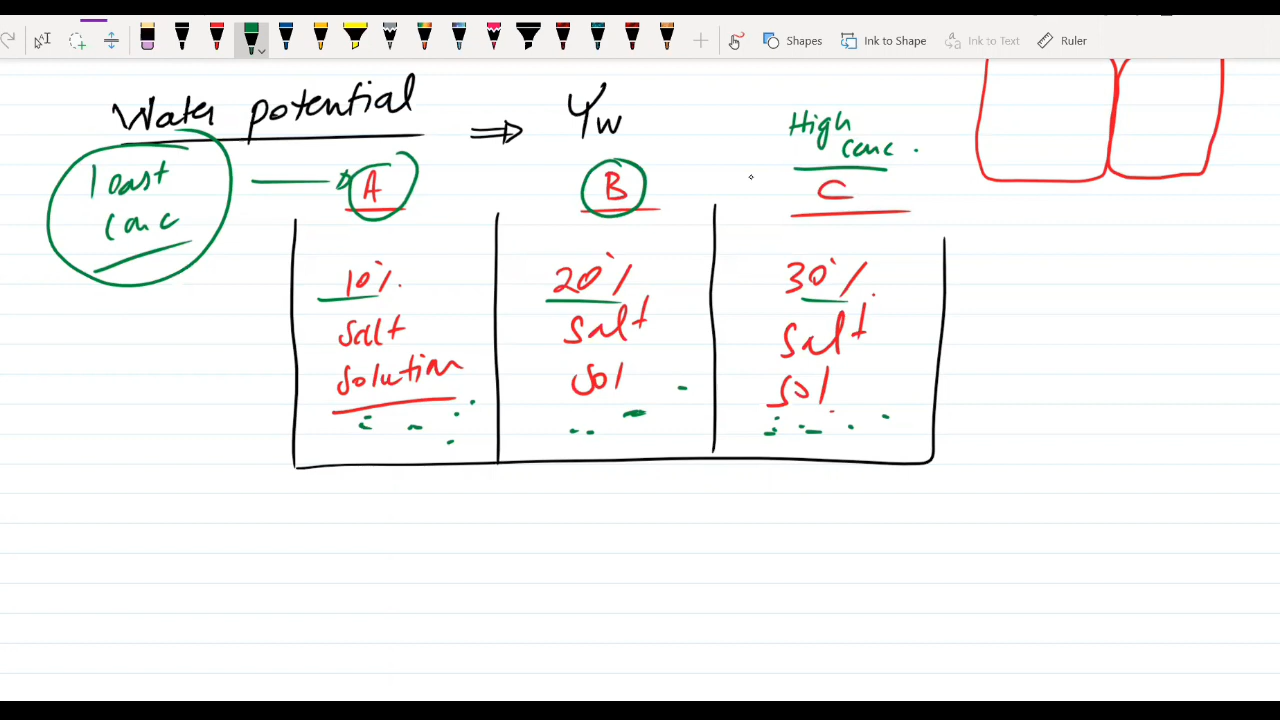 Shapes
Ink to Shape
Ink to Text
Ruler
Water potential ⇒ Ψw
High
conc.
least
conc
A
B
C
10%.
Salt
Solution
20%
Salt
Sol
30%.
Salt
Sol.